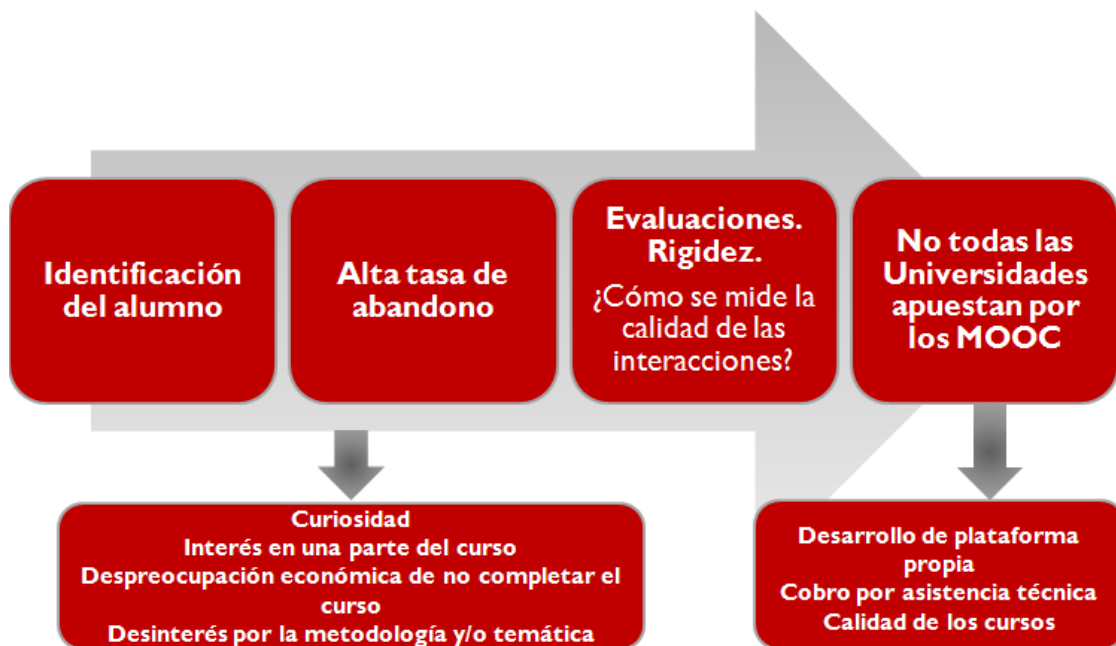 Identificación
del alumno
Alta tasa de
abandono
Evaluaciones.
Rigidez.
¿Cómo se mide la
calidad de las
interacciones?
No todas las
Universidades
apuestan por
los MOOC
Curiosidad
Interés en una parte del curso
Despreocupación económica de no completar el
curso
Desinterés por la metodología y/o temática
Desarrollo de plataforma
propia
Cobro por asistencia técnica
Calidad de los cursos